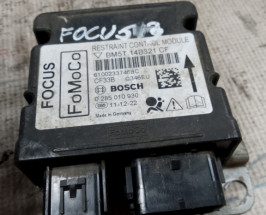 FOCUS
RESTRAINT CONTROL MODULE
BM5T 14B321 CF
FOCUS
FoMoCo
CF33B
BOSCH
0 285 010 930
11-12-22
Made in Germany